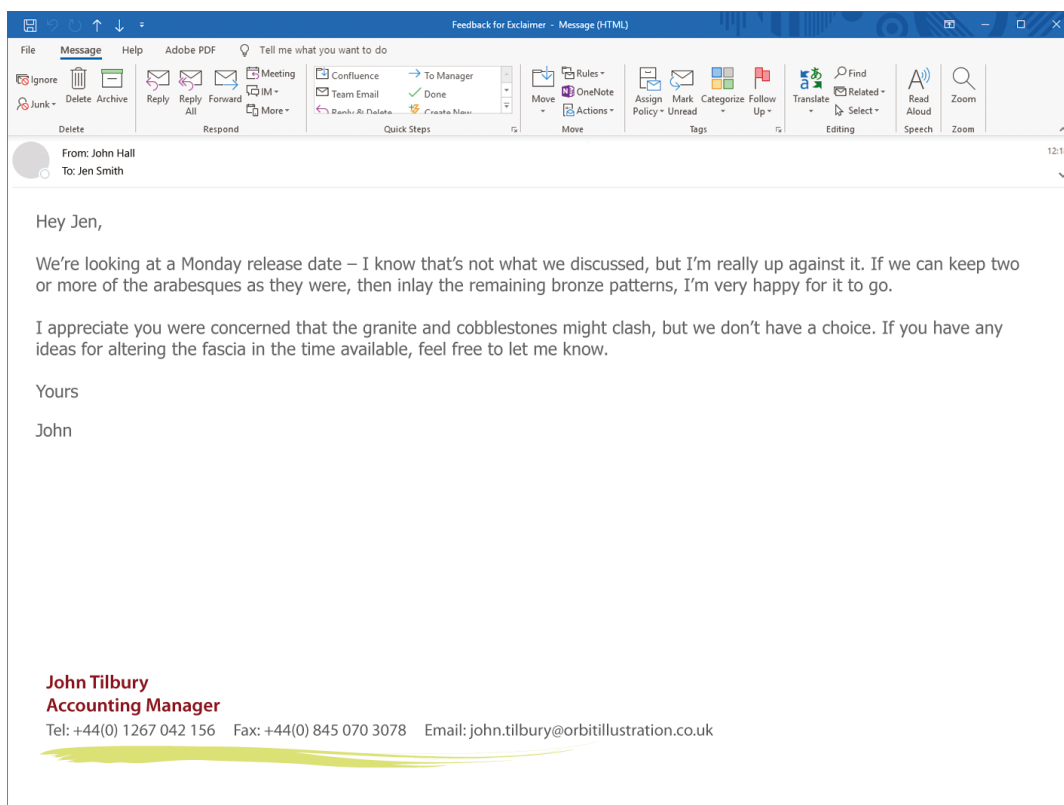 Feedback for Exclaimer - Message (HTML)
File Message Help Adobe PDF Tell me what you want to do
Ignore
Junk
Delete
Archive
Delete
Reply
Reply All
Forward
Meeting
IM
More
Respond
Confluence
Team Email
Reply & Delete
To Manager
Done
Create New
Quick Steps
Move
Rules
OneNote
Actions
Move
Assign Policy
Mark Unread
Categorize
Follow Up
Tags
Translate
Find
Related
Select
Editing
Read Aloud
Speech
Zoom
Zoom
From: John Hall
To: Jen Smith
Hey Jen,
We’re looking at a Monday release date – I know that’s not what we discussed, but I’m really up against it. If we can keep two
or more of the arabesques as they were, then inlay the remaining bronze patterns, I’m very happy for it to go.
I appreciate you were concerned that the granite and cobblestones might clash, but we don’t have a choice. If you have any
ideas for altering the fascia in the time available, feel free to let me know.
Yours
John
John Tilbury
Accounting Manager
Tel: +44(0) 1267 042 156 Fax: +44(0) 845 070 3078 Email: john.tilbury@orbitillustration.co.uk